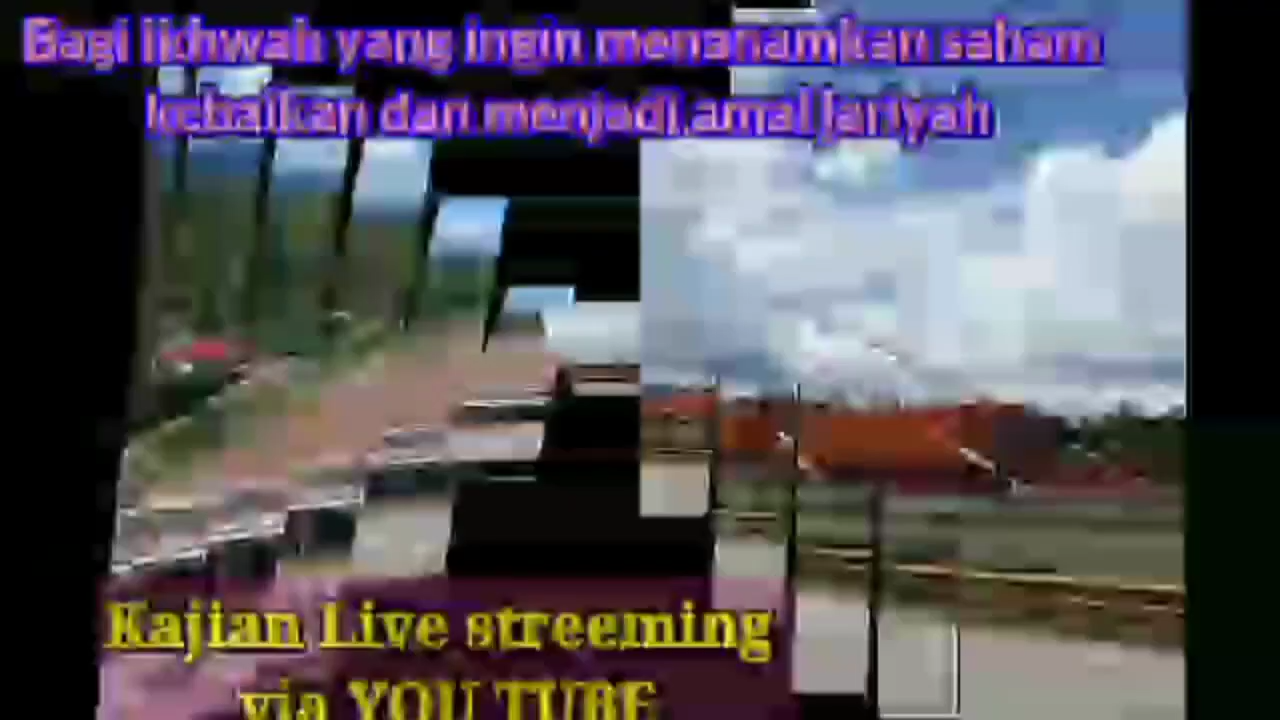 Bagi ikhwah yang ingin menanamkan saham
kebaikan dan menjadi amal jariyah
Kajian Live streeming
via YOU TUBE